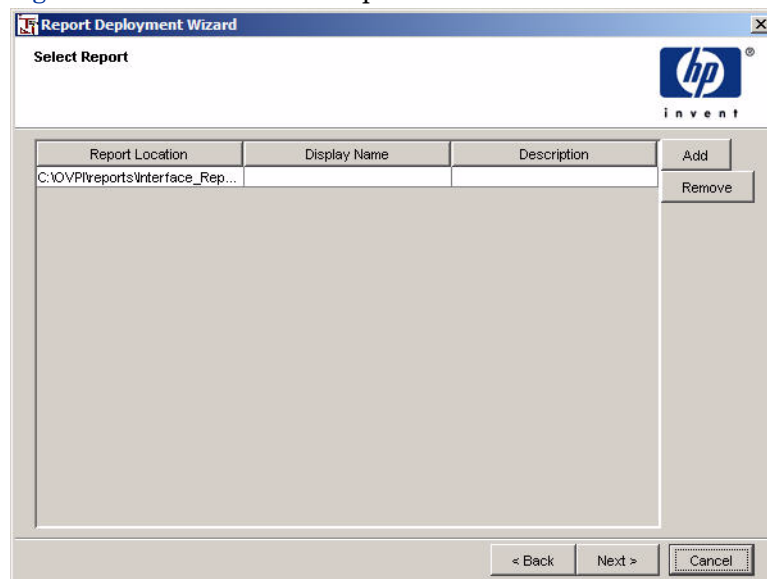 Report Deployment Wizard
Select Report
hp
®
invent
Report Location Display Name Description
C:\OVPI\reports\Interface_Rep...
Add
Remove
< Back Next > Cancel